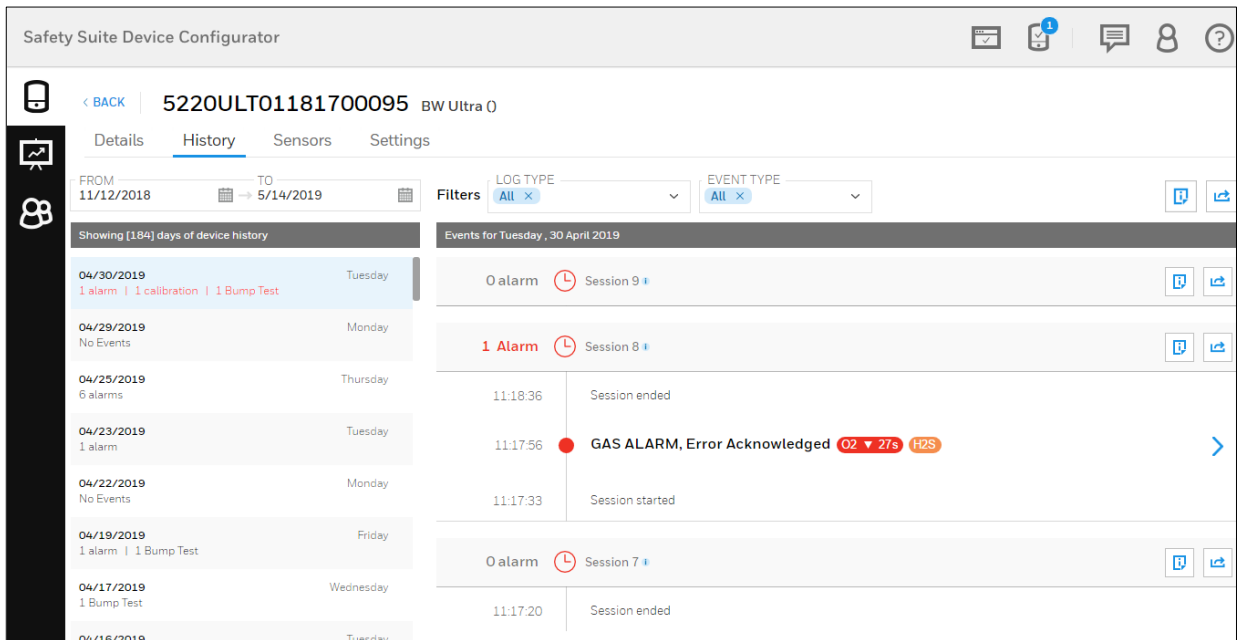 Safety Suite Device Configurator
1
< BACK
5220ULT01181700095 BW Ultra ()
Details History Sensors Settings
FROM TO
11/12/2018 → 5/14/2019
Filters
LOG TYPE
All ×
EVENT TYPE
All ×
Showing [184] days of device history
04/30/2019 Tuesday
1 alarm | 1 calibration | 1 Bump Test
04/29/2019 Monday
No Events
04/25/2019 Thursday
6 alarms
04/23/2019 Tuesday
1 alarm
04/22/2019 Monday
No Events
04/19/2019 Friday
1 alarm | 1 Bump Test
04/17/2019 Wednesday
1 Bump Test
04/16/2019 Tuesday
Events for Tuesday , 30 April 2019
0 alarm Session 9
1 Alarm Session 8
11:18:36 Session ended
11:17:56 GAS ALARM, Error Acknowledged O2 ▼ 27s H2S
11:17:33 Session started
0 alarm Session 7
11:17:20 Session ended